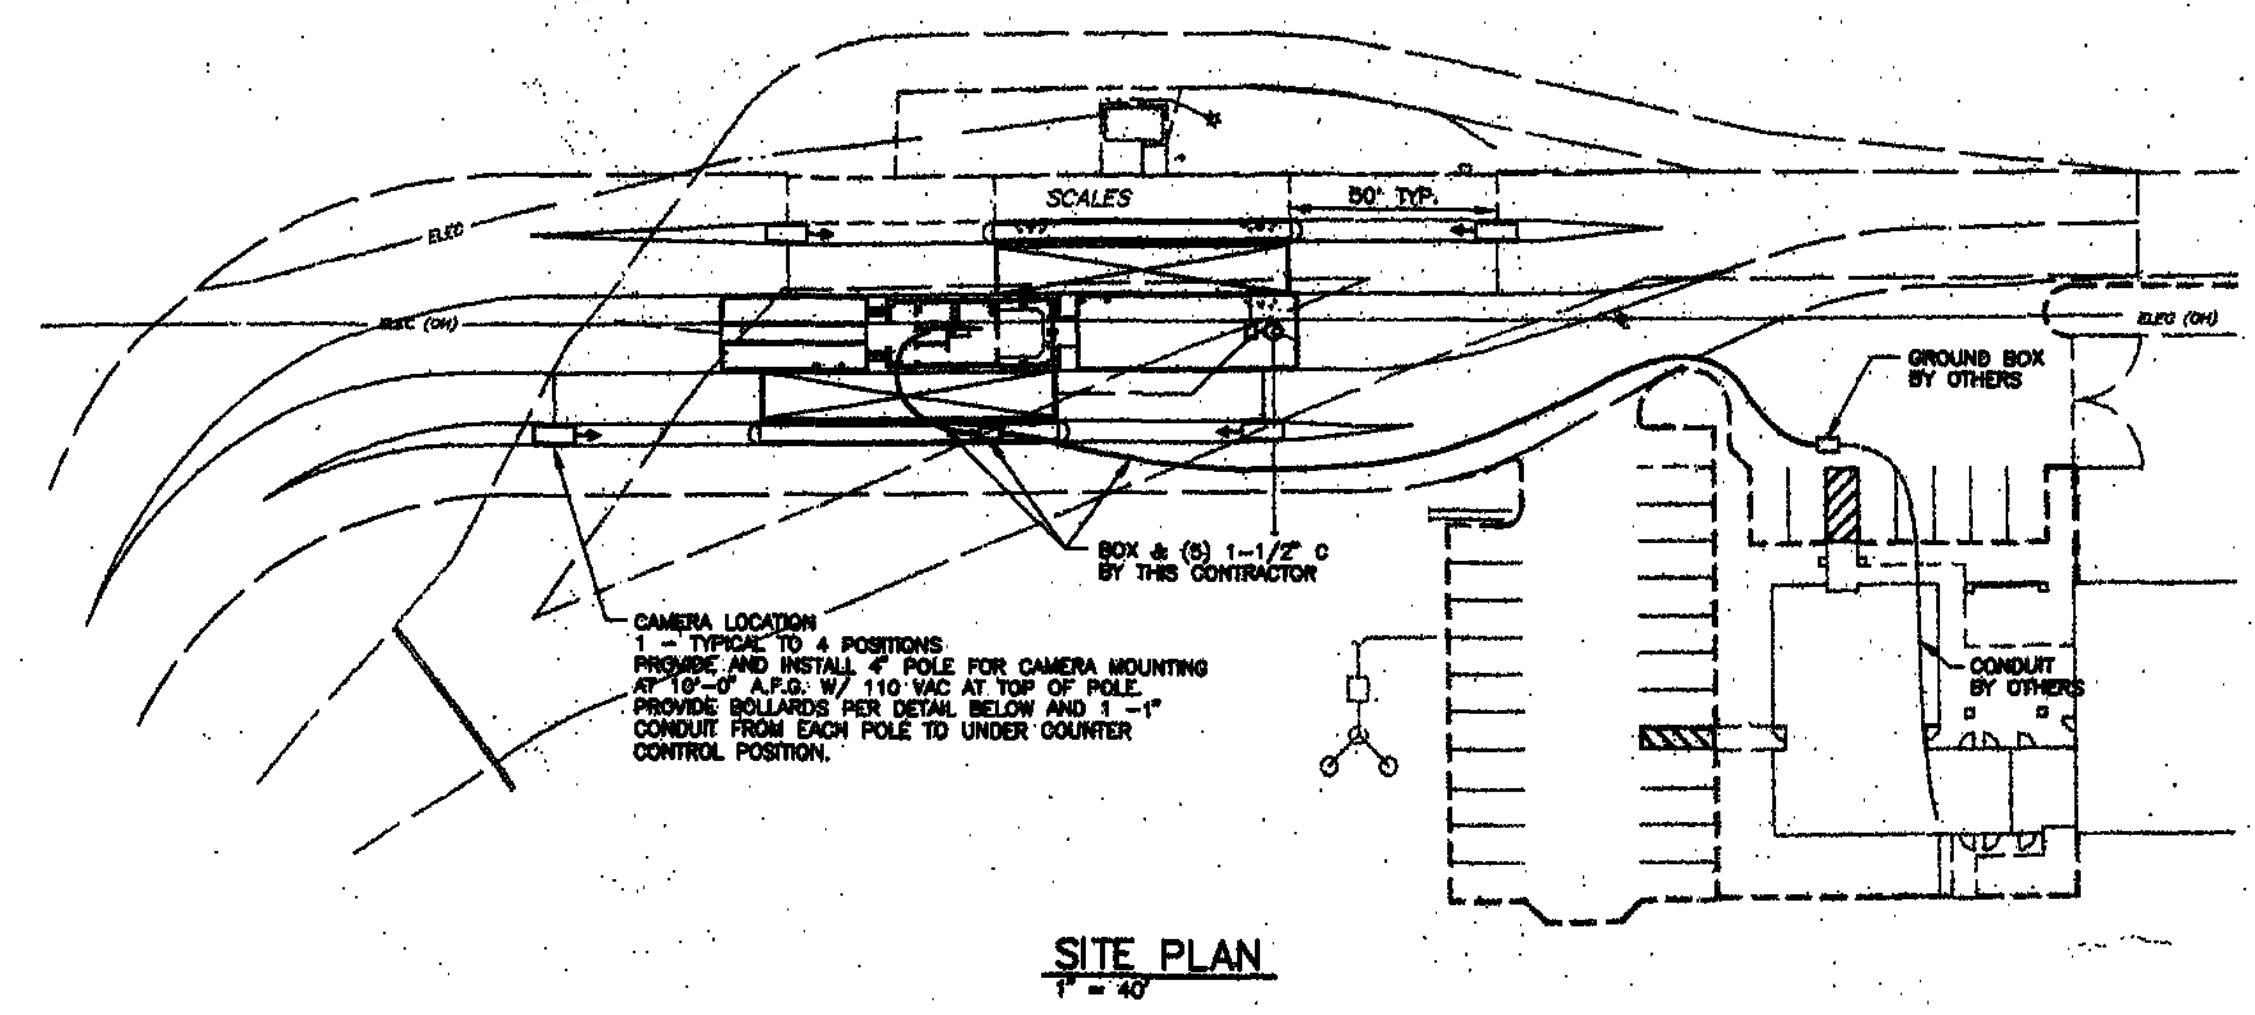 SCALES
50' TYP.
ELEC
ELEC (OH)
ELEC (OH)
GROUND BOX
BY OTHERS
BOX & (5) 1-1/2" C
BY THIS CONTRACTOR
CAMERA LOCATION
1 - TYPICAL TO 4 POSITIONS
PROVIDE AND INSTALL 4" POLE FOR CAMERA MOUNTING
AT 10'-0" A.F.G. W/ 110 VAC AT TOP OF POLE.
PROVIDE BOLLARDS PER DETAIL BELOW AND 1 -1"
CONDUIT FROM EACH POLE TO UNDER COUNTER
CONTROL POSITION.
CONDUIT
BY OTHERS
SITE PLAN
1" = 40'